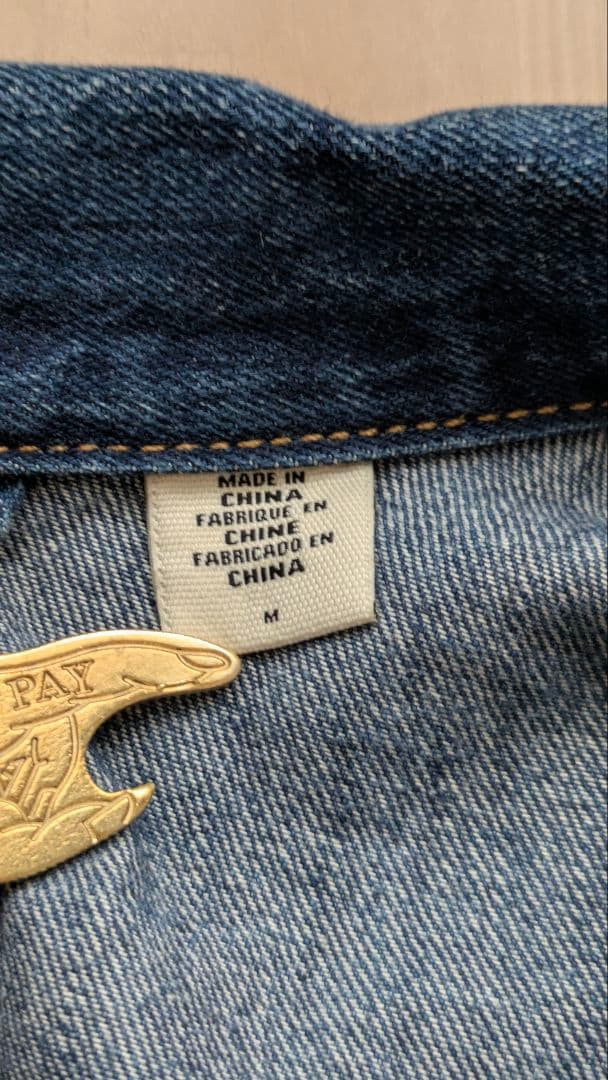 MADE IN
CHINA
FABRIQUE EN
CHINE
FABRICADO EN
CHINA
M
PAY